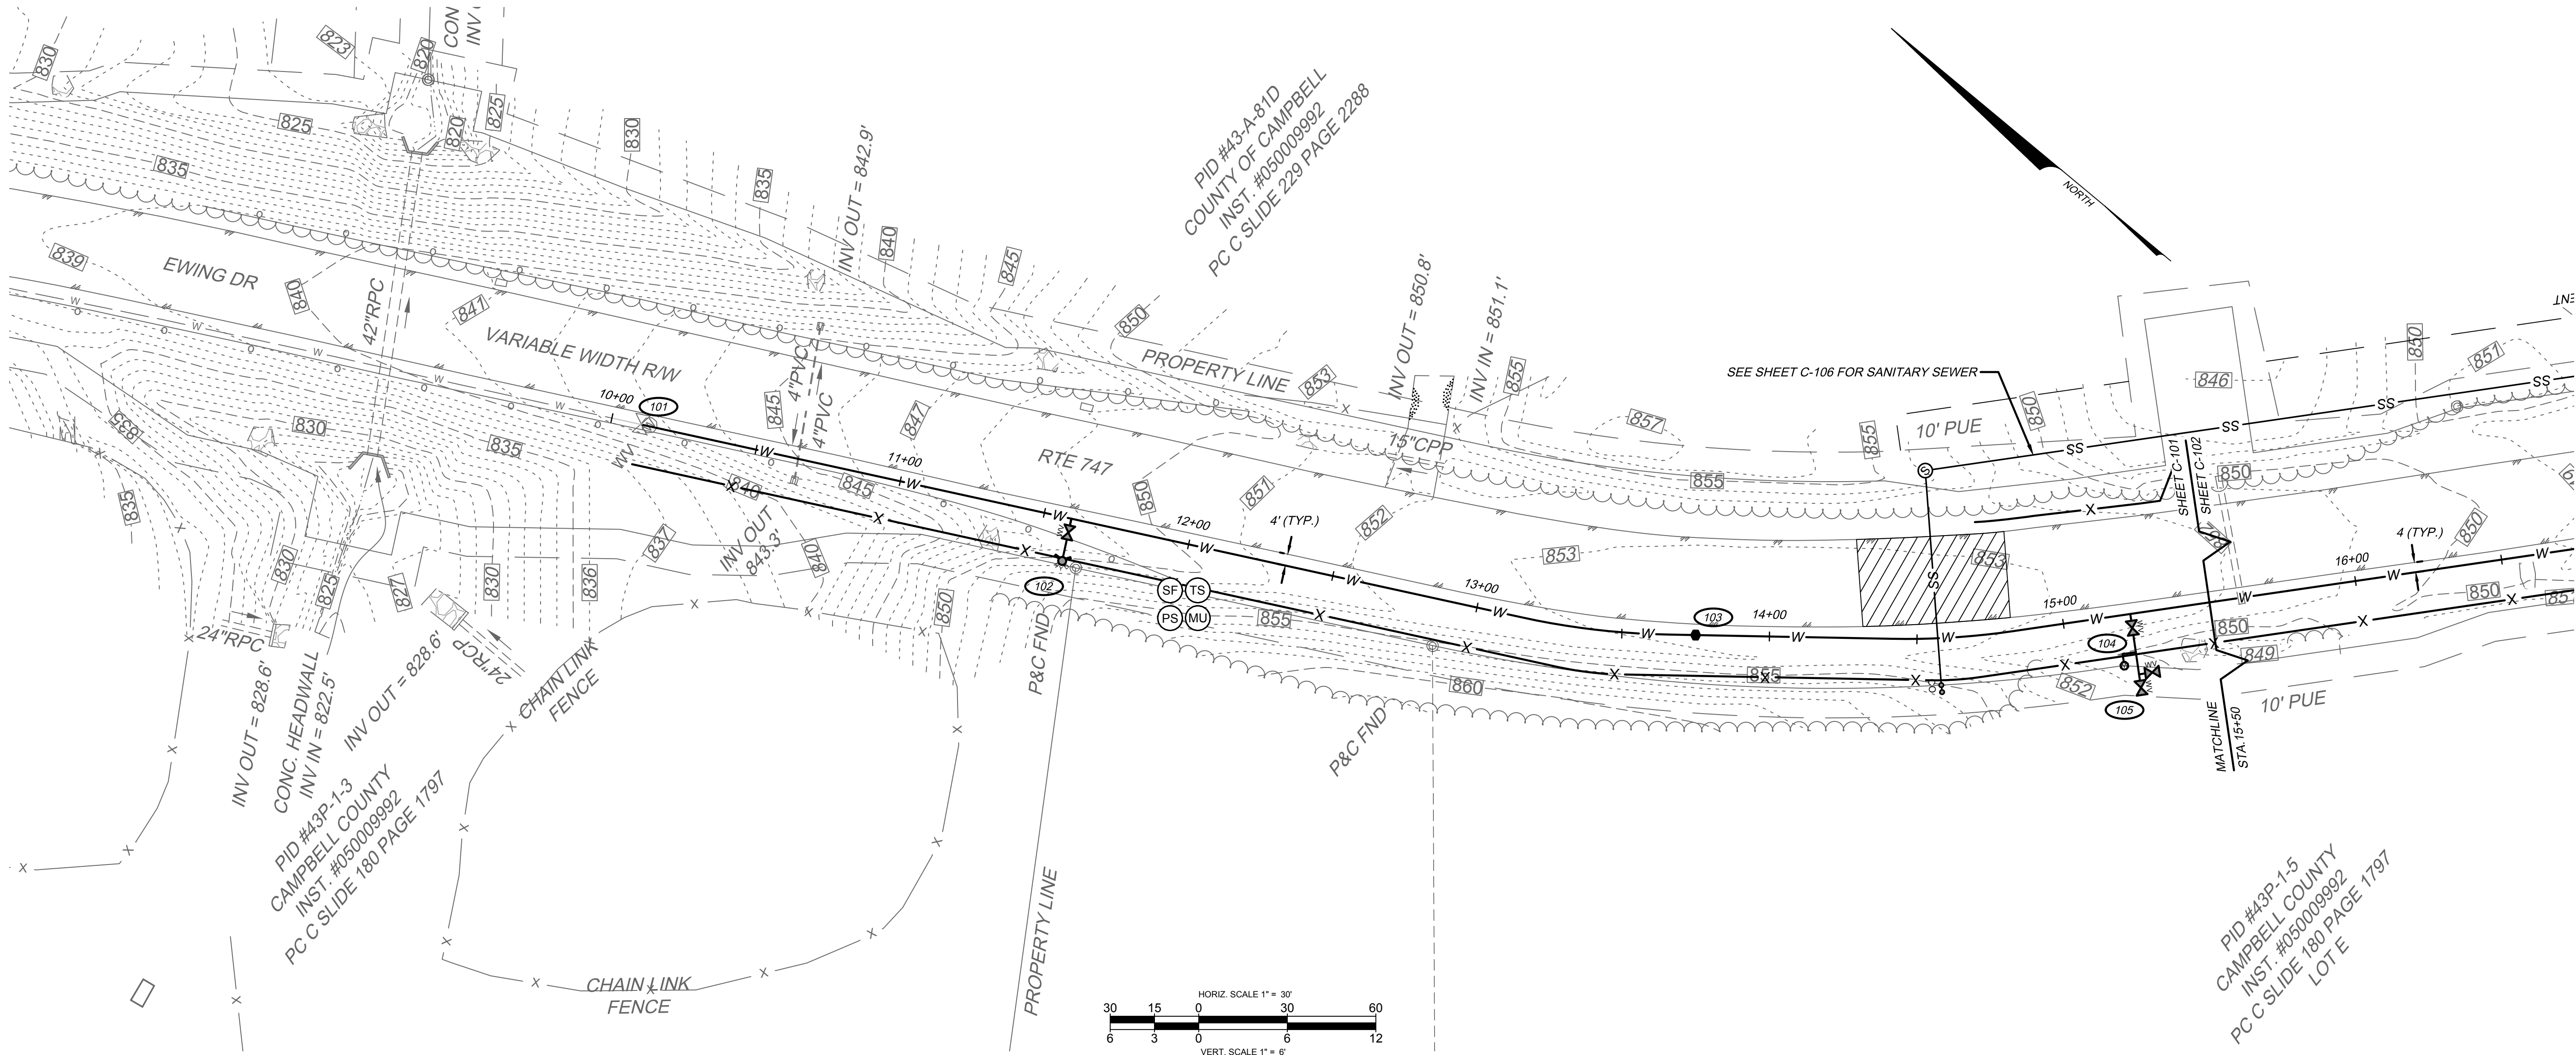 830
823
820
CON
INV
825
820
825
830
835
835
INV OUT = 842.9'
840
845
PID #43-A-81D
COUNTY OF CAMPBELL
INST. #050009992
PC C SLIDE 229 PAGE 2288
NORTH
839
EWING DR
840
42"RPC
841
VARIABLE WIDTH R/W
W
W
W
W
W
10+00
101
WV
845
4"PVC
4"PVC
847
850
PROPERTY LINE
853
INV OUT = 850.8'
INV IN = 851.1'
855
15"CPP
857
855
10' PUE
850
SEE SHEET C-106 FOR SANITARY SEWER
846
850
851
SS
SS
SS
SS
SHEET C-101
SHEET C-102
850
835
830
835
835
840
845
11+00
W
W
W
RTE 747
850
851
852
855
12+00
W
4' (TYP.)
W
13+00
W
853
853
SS
S
INV OUT
843.3'
837
840
836
830
827
825
830
24"RPC
24"RCP
INV OUT = 828.6'
CONC. HEADWALL
INV IN = 822.5'
INV OUT = 828.6'
CHAIN LINK
FENCE
850
102
WV
P&C FND
SF
TS
PS
MU
855
860
855
W
103
14+00
W
W
15+00
W
W
16+00
W
4 (TYP.)
W
850
850
850
849
852
104
105
WV
WV
WV
P&C FND
10' PUE
MATCHLINE
STA.15+50
PID #43P-1-3
CAMPBELL COUNTY
INST. #050009992
PC C SLIDE 180 PAGE 1797
CHAIN LINK
FENCE
PROPERTY LINE
PID #43P-1-5
CAMPBELL COUNTY
INST. #050009992
PC C SLIDE 180 PAGE 1797
LOT E
HORIZ. SCALE 1" = 30'
30 15 0 30 60
6 3 0 6 12
VERT. SCALE 1" = 6'